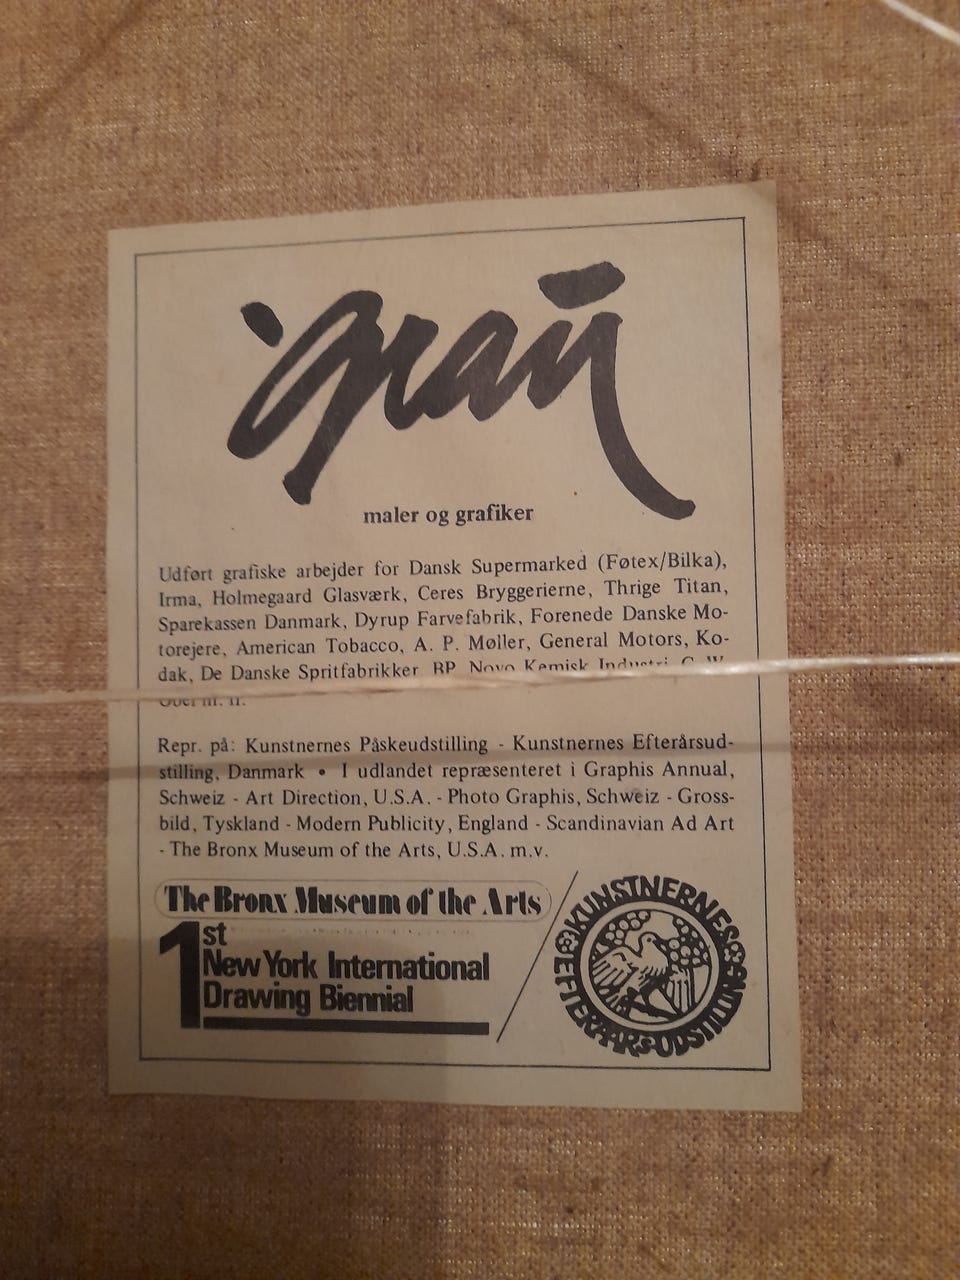 maler og grafiker
Udført grafiske arbejder for Dansk Supermarked (Føtex/Bilka),
Irma, Holmegaard Glasværk, Ceres Bryggerierne, Thrige Titan,
Sparekassen Danmark, Dyrup Farvefabrik, Forenede Danske Mo-
torejere, American Tobacco, A. P. Møller, General Motors, Ko-
dak, De Danske Spritfabrikker, BP, Novo Kemisk Industri, C. W.
Obel m. fl.
Repr. på: Kunstnernes Påskeudstilling - Kunstnernes Efterårsud-
stilling, Danmark • I udlandet repræsenteret i Graphis Annual,
Schweiz - Art Direction, U.S.A. - Photo Graphis, Schweiz - Gross-
bild, Tyskland - Modern Publicity, England - Scandinavian Ad Art
- The Bronx Museum of the Arts, U.S.A. m.v.
The Bronx Museum of the Arts
1st
New York International
Drawing Biennial
KUNSTNERNES
EFTERÅRSUDSTILLING